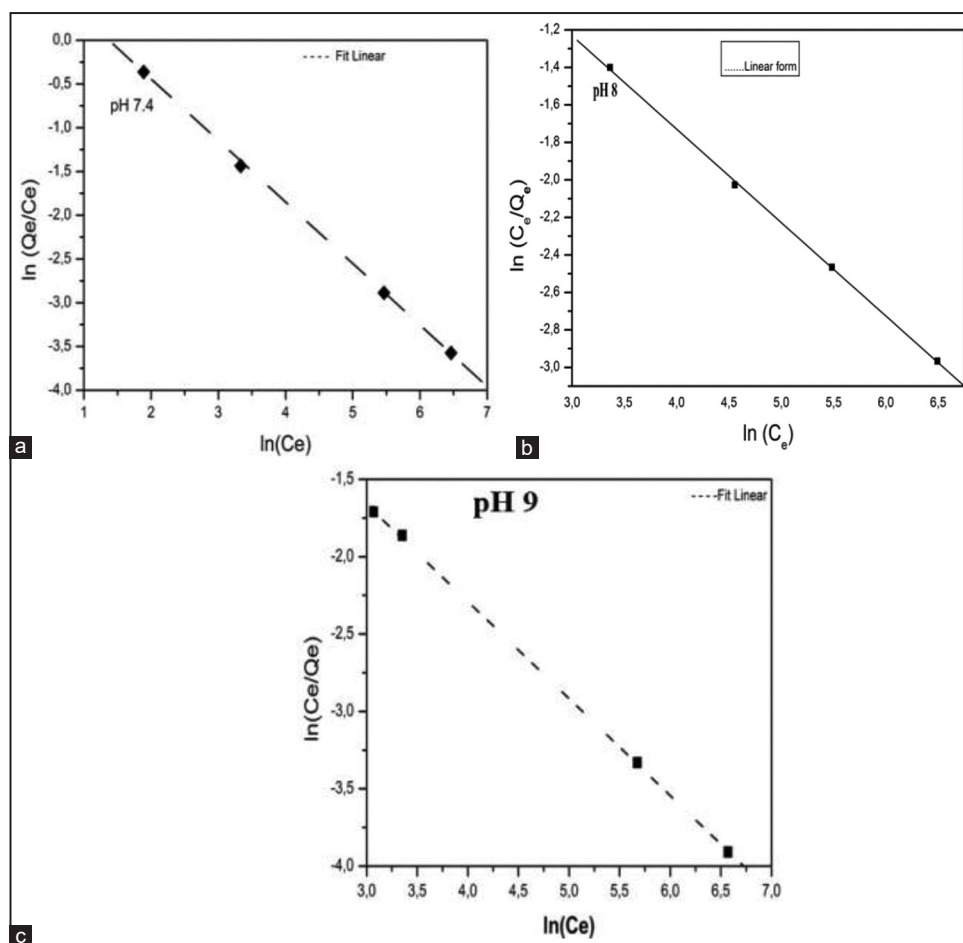 0,0
-0,5
-1,0
-1,5
-2,0
-2,5
-3,0
-3,5
-4,0
ln (Qe/Ce)
Fit Linear
pH 7.4
1 2 3 4 5 6 7
ln(Ce)
a
-1,2
-1,4
-1,6
-1,8
-2,0
-2,2
-2,4
-2,6
-2,8
-3,0
ln (Ce/Qe)
Linear form
pH 8
3,0 3,5 4,0 4,5 5,0 5,5 6,0 6,5
ln (Ce)
b
-1,5
-2,0
-2,5
-3,0
-3,5
-4,0
ln(Ce/Qe)
pH 9
Fit Linear
3,0 3,5 4,0 4,5 5,0 5,5 6,0 6,5 7,0
ln(Ce)
c